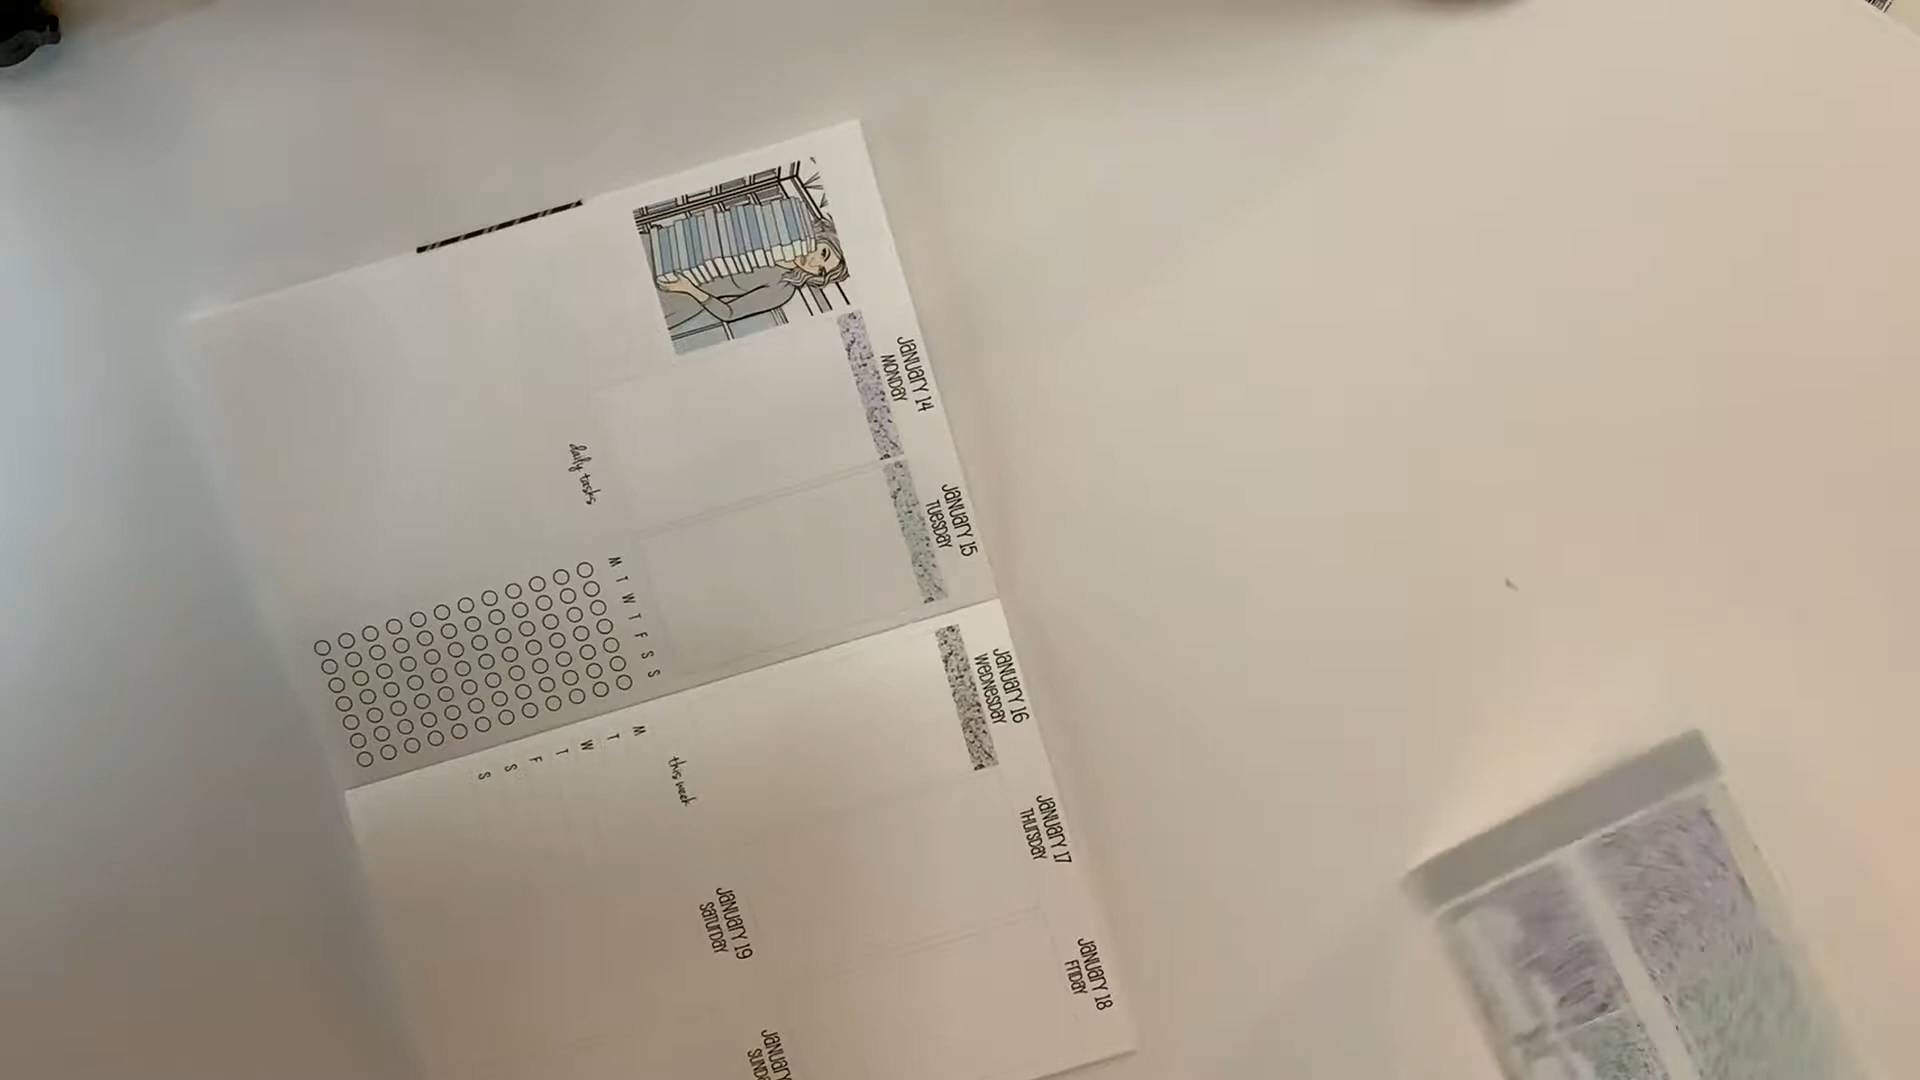 January 14
Monday
January 15
Tuesday
daily tasks
M T W T F S S
January 16
Wednesday
January 17
Thursday
January 18
Friday
this week
M
T
W
T
F
S
S
January 19
Saturday
January